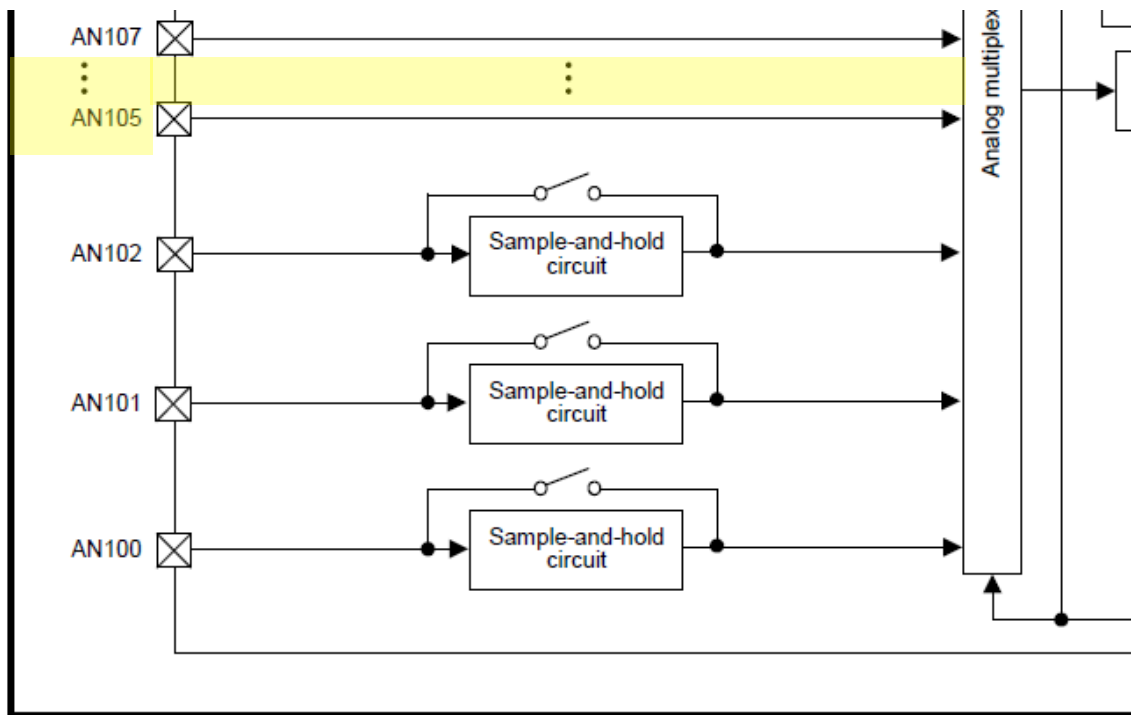 AN107
Analog multiplex
⋮
⋮
AN105
AN102
Sample-and-hold
circuit
AN101
Sample-and-hold
circuit
AN100
Sample-and-hold
circuit